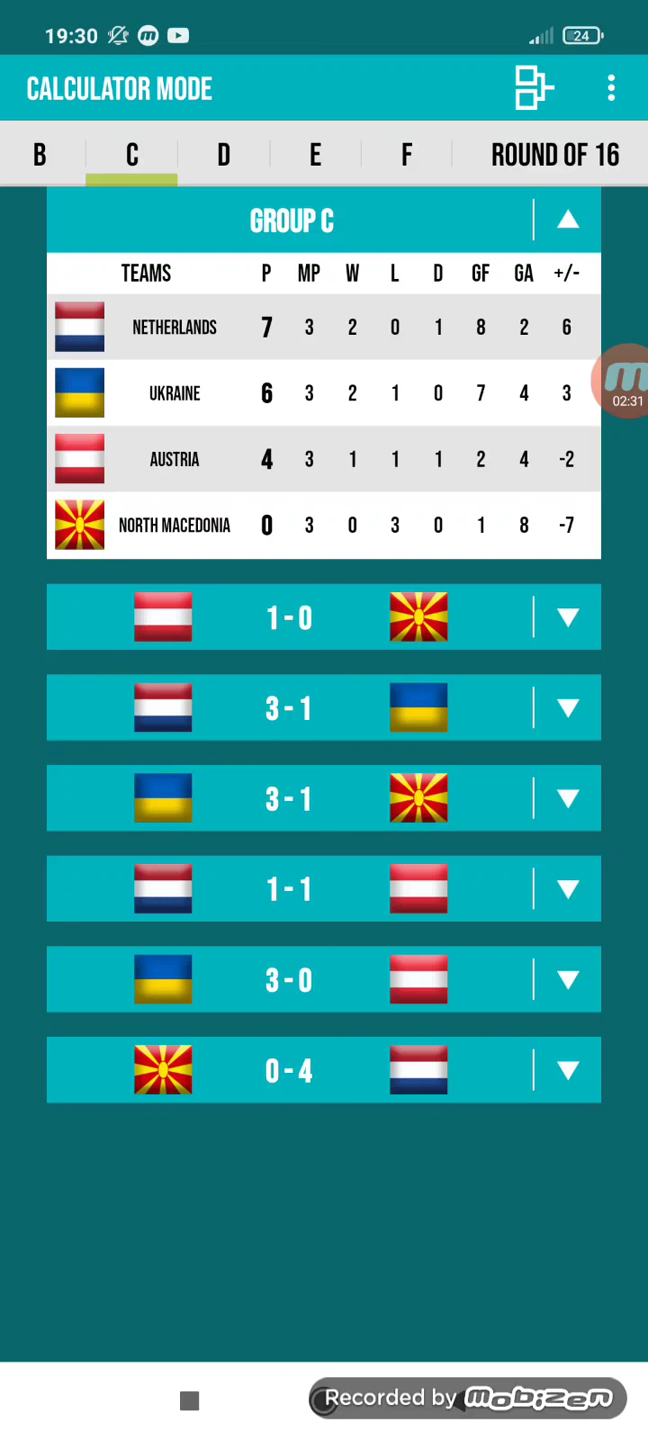 19:30 24
CALCULATOR MODE
B C D E F ROUND OF 16
GROUP C
TEAMS P MP W L D GF GA +/-
NETHERLANDS 7 3 2 0 1 8 2 6
UKRAINE 6 3 2 1 0 7 4 3
02:31
AUSTRIA 4 3 1 1 1 2 4 -2
NORTH MACEDONIA 0 3 0 3 0 1 8 -7
1 - 0
3 - 1
3 - 1
1 - 1
3 - 0
0 - 4
Recorded by mobizen